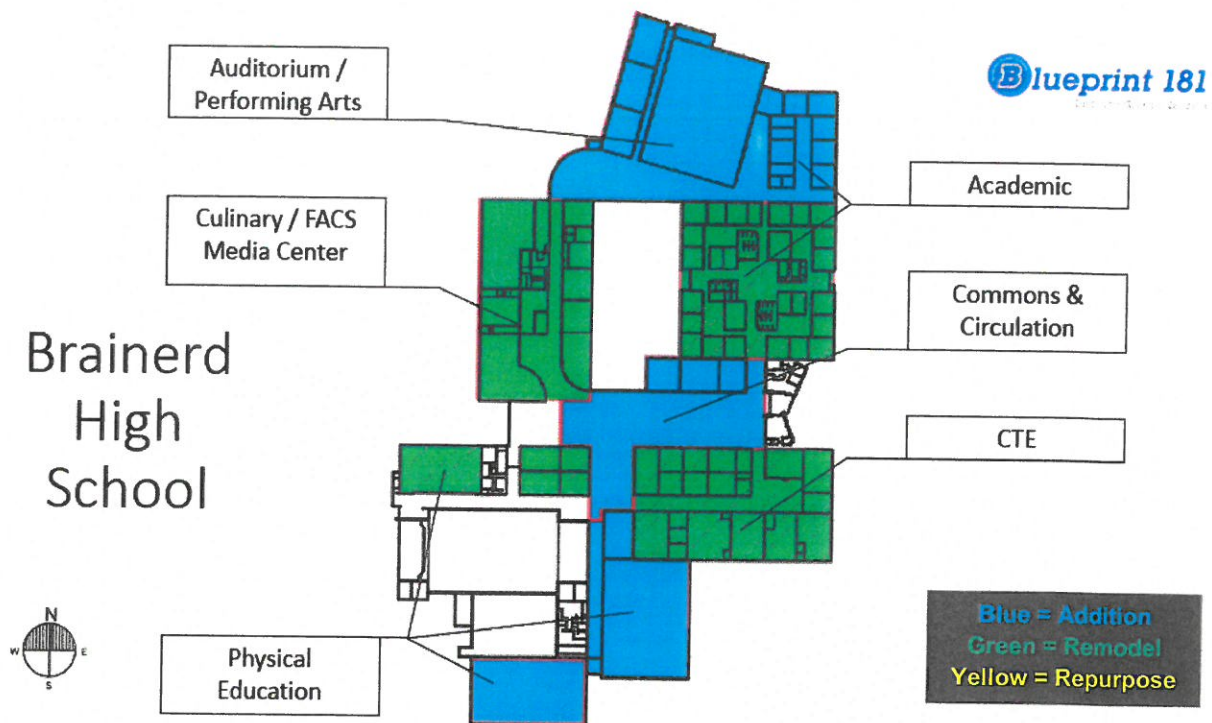 Auditorium /
Performing Arts
Blueprint 181
Culinary / FACS
Media Center
Academic
Commons &
Circulation
Brainerd
High
School
CTE
N
W
E
S
Physical
Education
Blue = Addition
Green = Remodel
Yellow = Repurpose